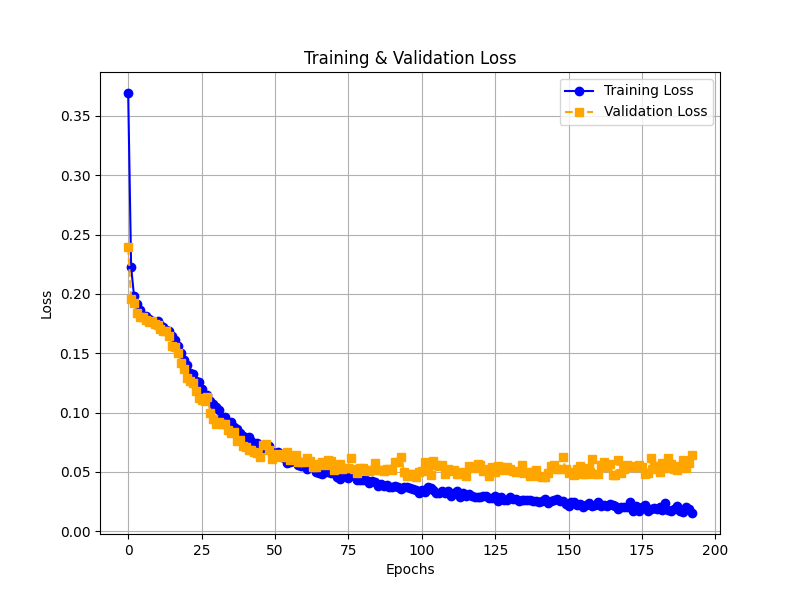 Training & Validation Loss
Training Loss
Validation Loss
Loss
0.35
0.30
0.25
0.20
0.15
0.10
0.05
0.00
0 25 50 75 100 125 150 175 200
Epochs